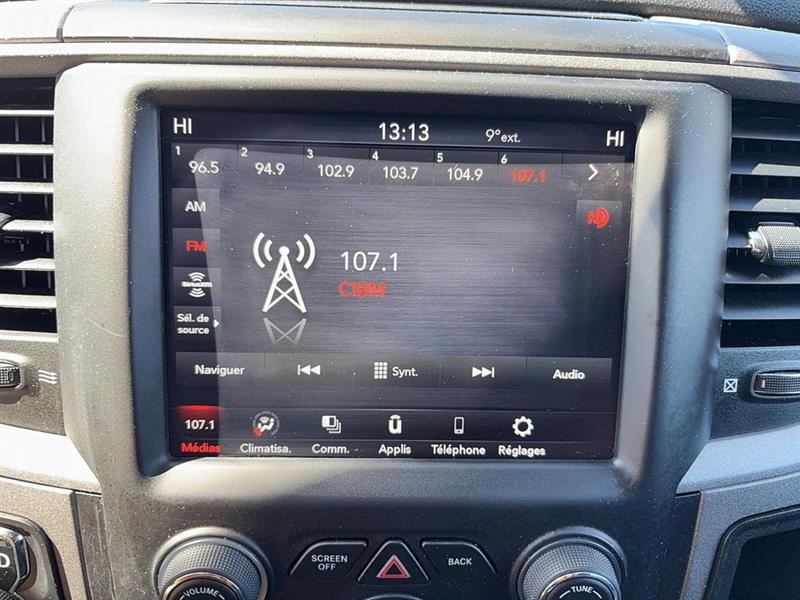 HI 13:13 9° ext. HI
1 96.5 2 94.9 3 102.9 4 103.7 5 104.9 6 107.1
AM
FM
SiriusXM
Sél. de
source
107.1
CIBM
Naviguer Synt. Audio
107.1
Médias Climatisa. Comm. Applis Téléphone Réglages
SCREEN
OFF
BACK
D
VOLUME
TUNE